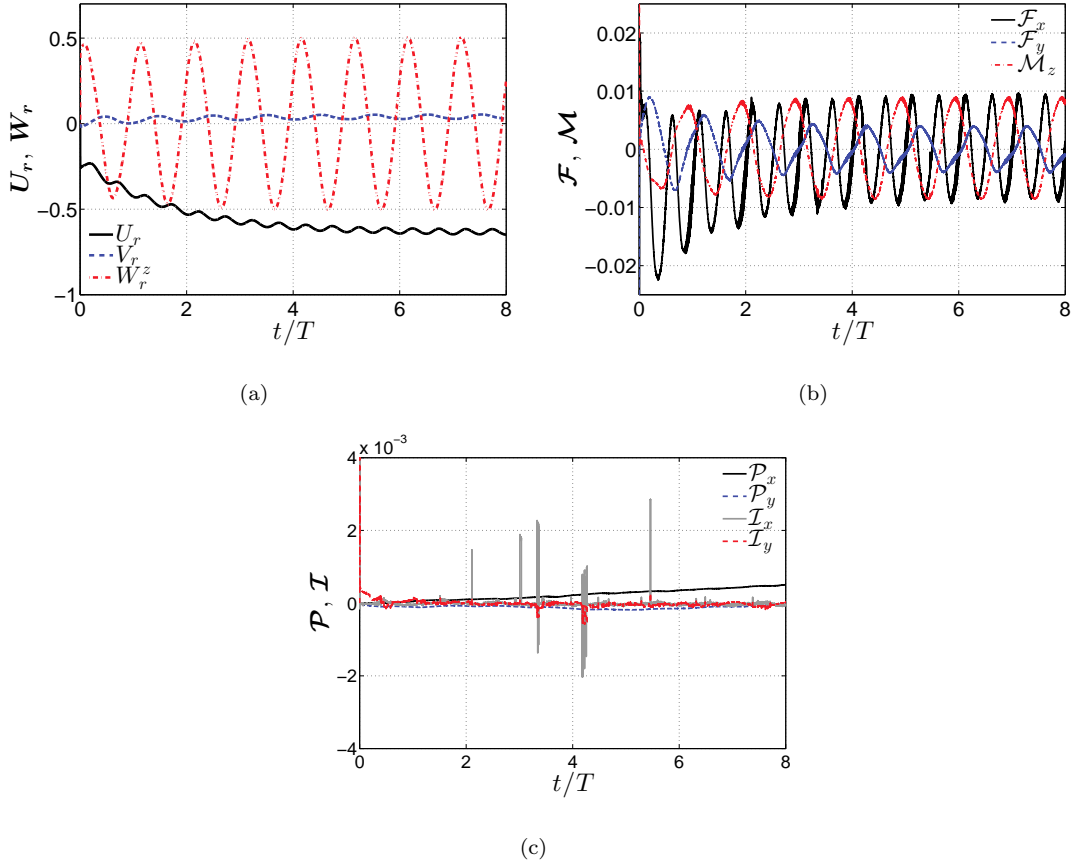 0.5
0
−0.5
−1
U_r, W_r
U_r
V_r
W_r^z
0 2 4 6 8
t/T
(a)
0.02
0.01
0
−0.01
−0.02
ℱ, ℳ
ℱ_x
ℱ_y
ℳ_z
0 2 4 6 8
t/T
(b)
x 10^−3
4
2
0
−2
−4
𝒫, ℐ
𝒫_x
𝒫_y
ℐ_x
ℐ_y
0 2 4 6 8
t/T
(c)